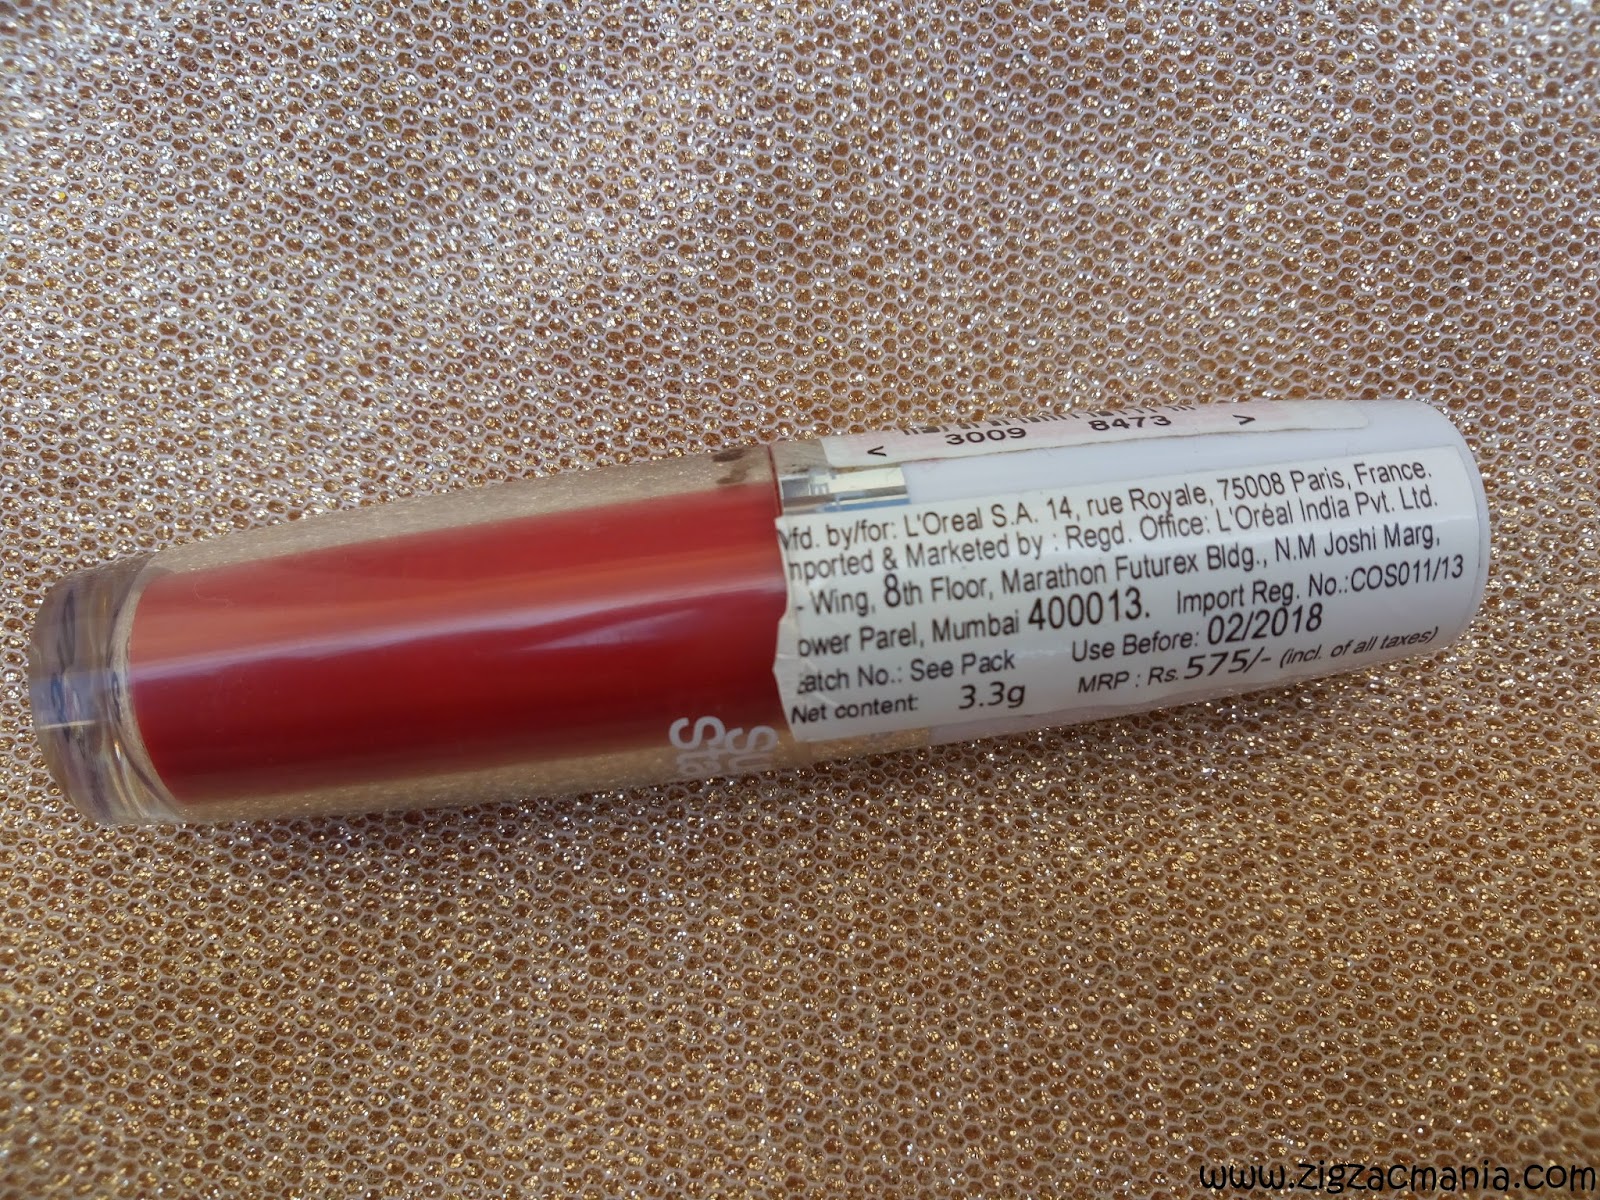 < 3009 8473 >
Mfd. by/for: L'Oreal S.A. 14, rue Royale, 75008 Paris, France.
mported & Marketed by : Regd. Office: L'Oréal India Pvt. Ltd.
- Wing, 8th Floor, Marathon Futurex Bldg., N.M Joshi Marg,
ower Parel, Mumbai 400013. Import Reg. No.:COS011/13
Batch No.: See Pack Use Before: 02/2018
Net content: 3.3g MRP : Rs.575/- (incl. of all taxes)
www.zigzacmania.com